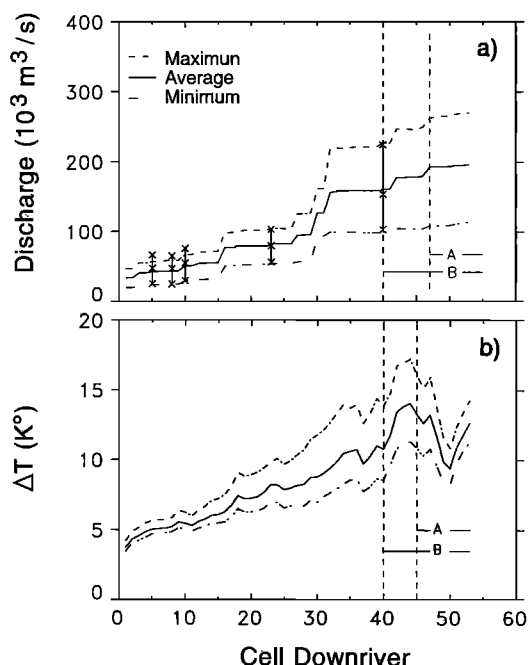 400
300
200
100
0
Discharge (10³ m³/s)
a)
Maximun
Average
Minimum
A
B
20
15
10
5
0
ΔT (K°)
b)
A
B
0 10 20 30 40 50 60
Cell Downriver